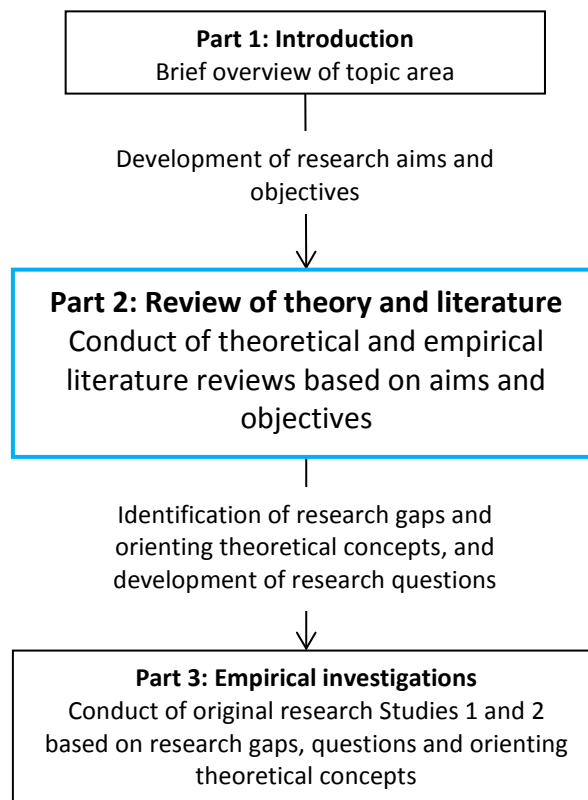 Part 1: Introduction
Brief overview of topic area
Development of research aims and
objectives
Part 2: Review of theory and literature
Conduct of theoretical and empirical
literature reviews based on aims and
objectives
Identification of research gaps and
orienting theoretical concepts, and
development of research questions
Part 3: Empirical investigations
Conduct of original research Studies 1 and 2
based on research gaps, questions and orienting
theoretical concepts